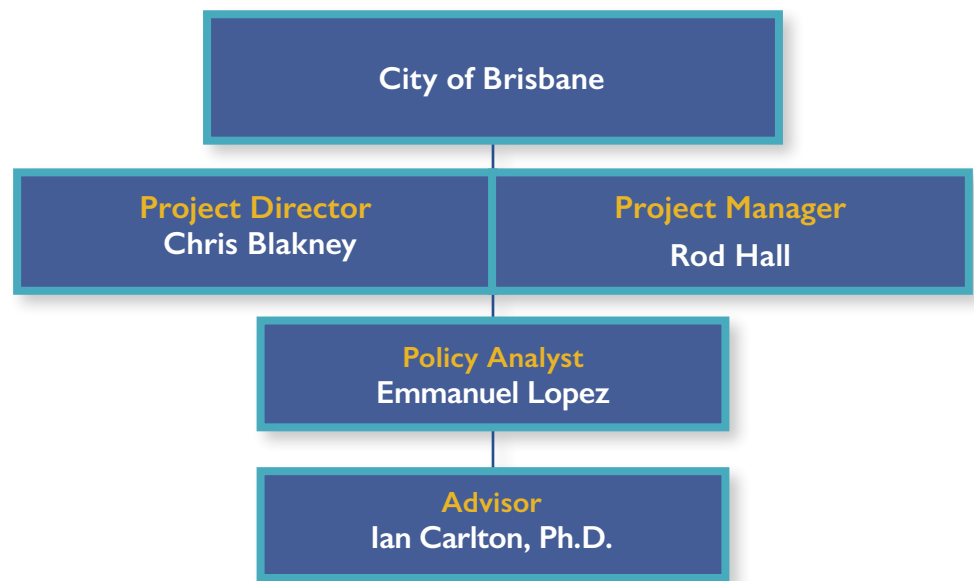 City of Brisbane
Project Director
Chris Blakney
Project Manager
Rod Hall
Policy Analyst
Emmanuel Lopez
Advisor
Ian Carlton, Ph.D.